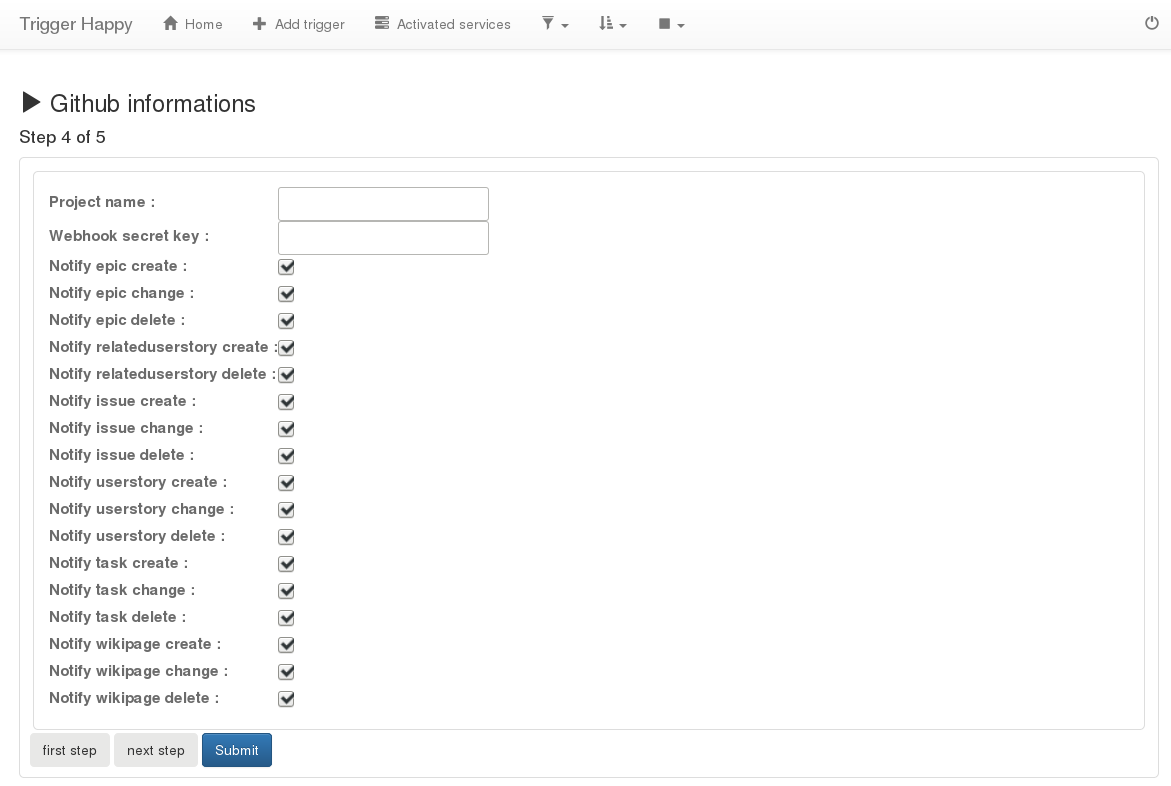 Trigger Happy Home Add trigger Activated services
Github informations
Step 4 of 5
Project name :
Webhook secret key :
Notify epic create :
Notify epic change :
Notify epic delete :
Notify relateduserstory create :
Notify relateduserstory delete :
Notify issue create :
Notify issue change :
Notify issue delete :
Notify userstory create :
Notify userstory change :
Notify userstory delete :
Notify task create :
Notify task change :
Notify task delete :
Notify wikipage create :
Notify wikipage change :
Notify wikipage delete :
first step next step Submit